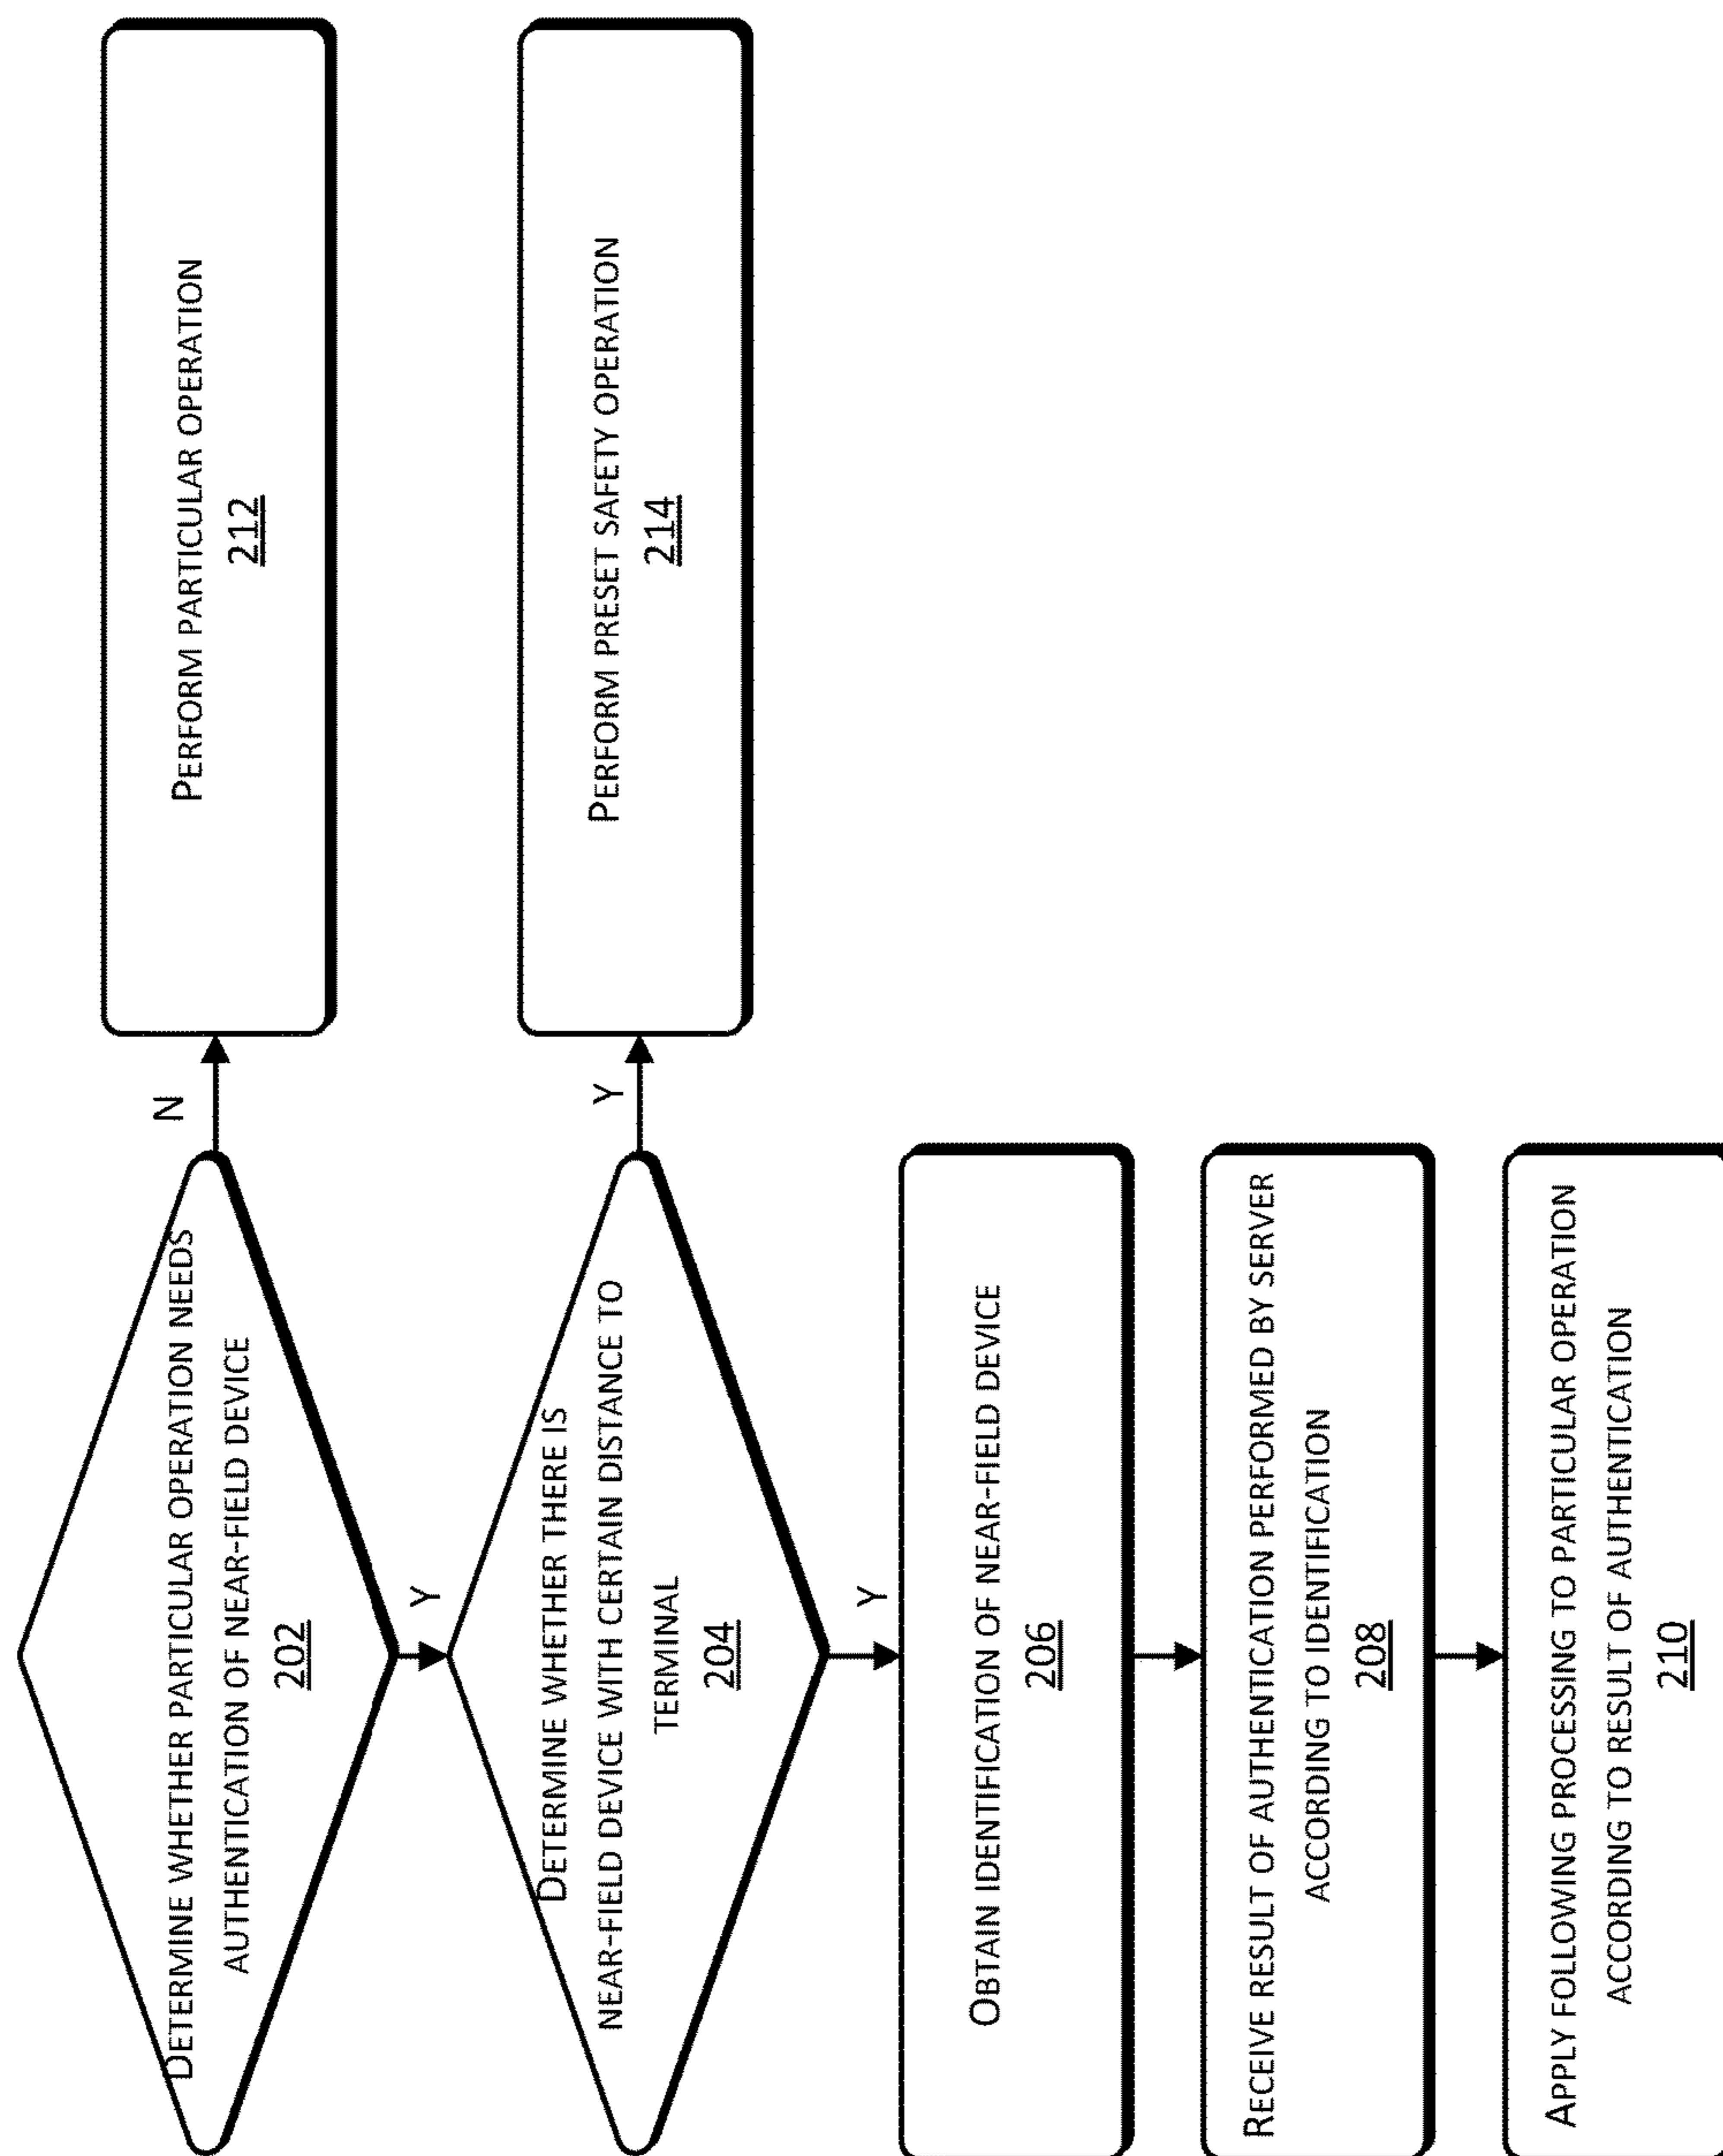 DETERMINE WHETHER PARTICULAR OPERATION NEEDS
AUTHENTICATION OF NEAR-FIELD DEVICE
202
N
PERFORM PARTICULAR OPERATION
212
Y
DETERMINE WHETHER THERE IS
NEAR-FIELD DEVICE WITH CERTAIN DISTANCE TO
TERMINAL
204
Y
PERFORM PRESET SAFETY OPERATION
214
Y
OBTAIN IDENTIFICATION OF NEAR-FIELD DEVICE
206
RECEIVE RESULT OF AUTHENTICATION PERFORMED BY SERVER
ACCORDING TO IDENTIFICATION
208
APPLY FOLLOWING PROCESSING TO PARTICULAR OPERATION
ACCORDING TO RESULT OF AUTHENTICATION
210